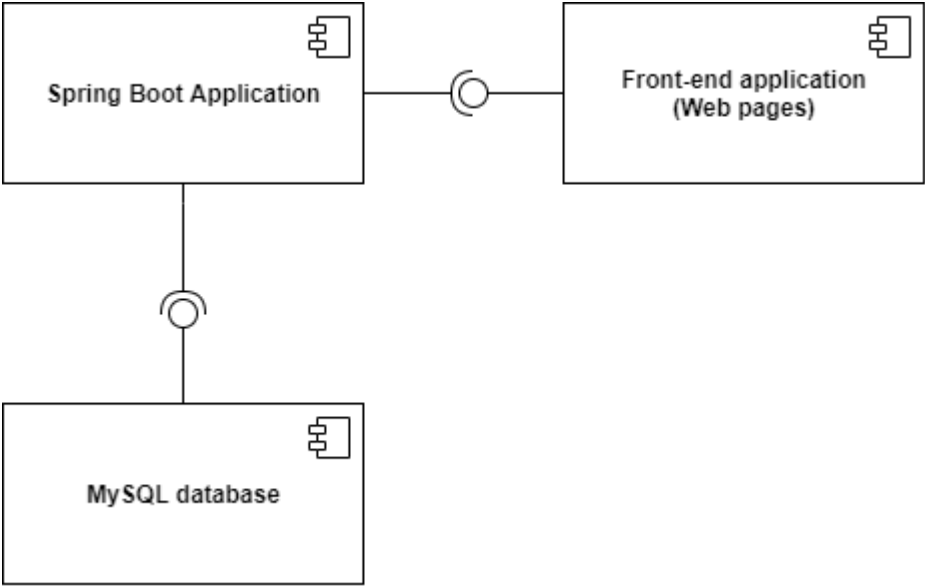 Spring Boot Application
Front-end application
(Web pages)
MySQL database